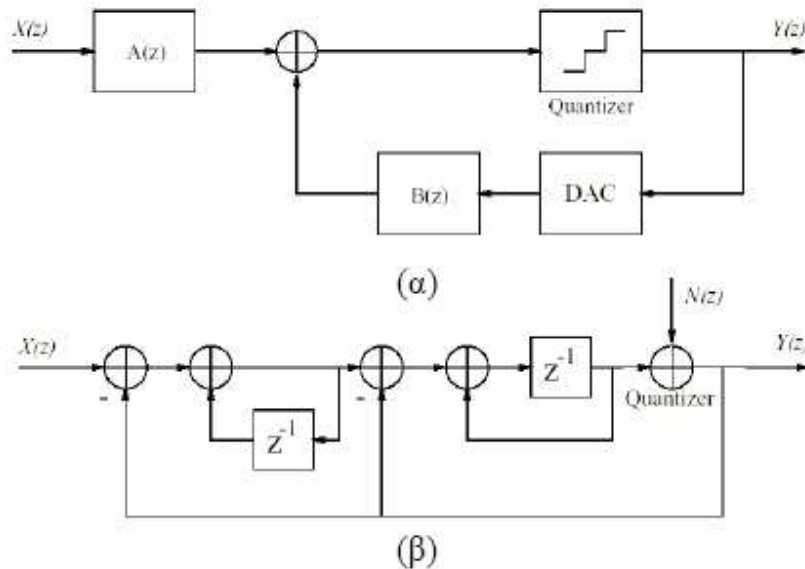 X(z)
A(z)
Y(z)
Quantizer
B(z)
DAC
(α)
N(z)
X(z)
Y(z)
Z⁻¹
Quantizer
Z⁻¹
-
-
(β)